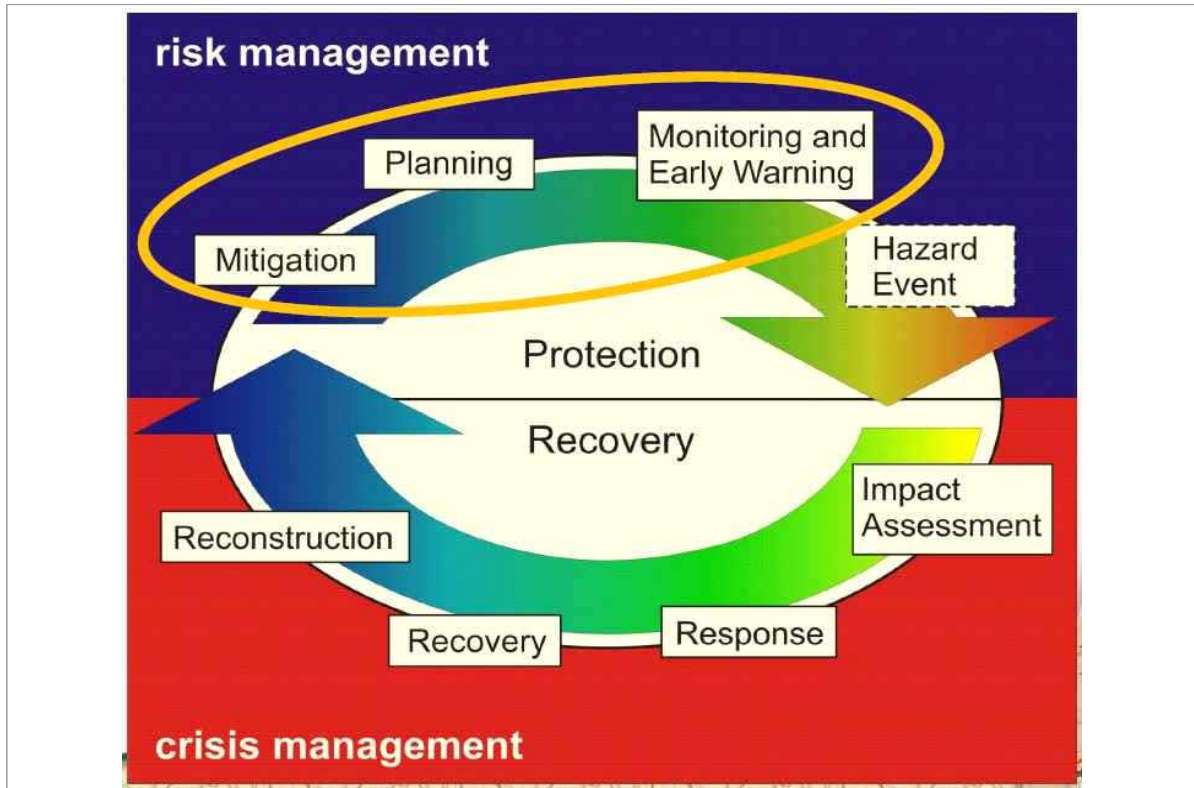 risk management
Planning
Monitoring and
Early Warning
Mitigation
Hazard
Event
Protection
Recovery
Impact
Assessment
Reconstruction
Recovery
Response
crisis management